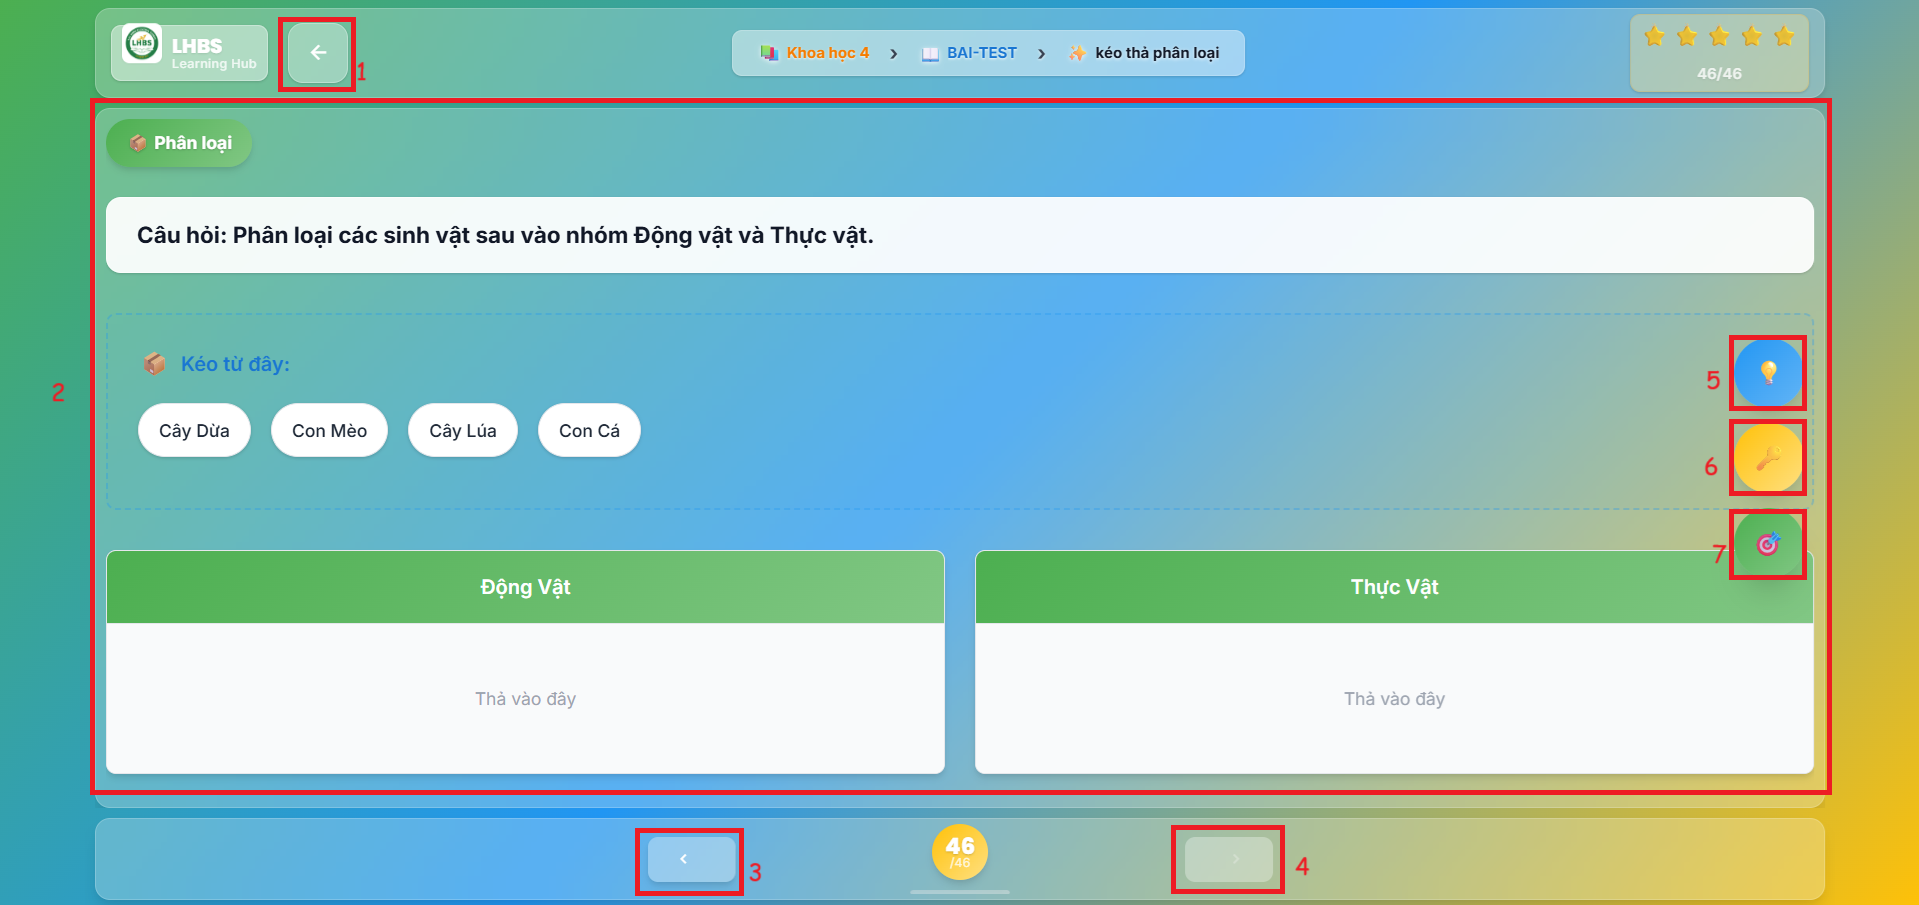 LHBS
LHBS
Learning Hub
1
Khoa học 4 › BAI-TEST › kéo thả phân loại
46/46
Phân loại
Câu hỏi: Phân loại các sinh vật sau vào nhóm Động vật và Thực vật.
2
Kéo từ đây:
5
Cây Dừa
Con Mèo
Cây Lúa
Con Cá
6
7
Động Vật
Thực Vật
Thả vào đây
Thả vào đây
3
46
/46
4